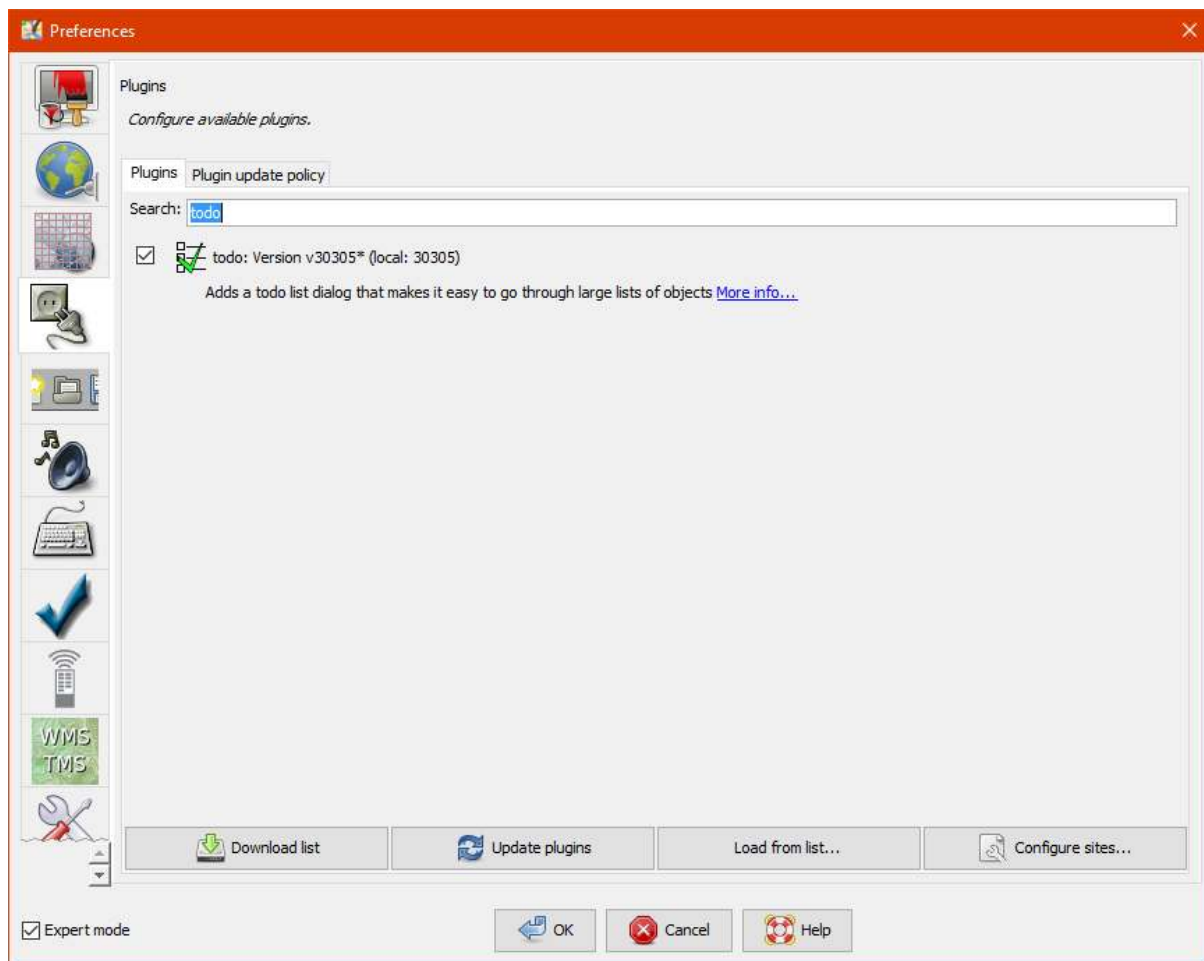 Preferences
Plugins
Configure available plugins.
Plugins Plugin update policy
Search: todo
todo: Version v30305* (local: 30305)
Adds a todo list dialog that makes it easy to go through large lists of objects More info...
WMS
TMS
Download list Update plugins Load from list... Configure sites...
Expert mode OK Cancel Help